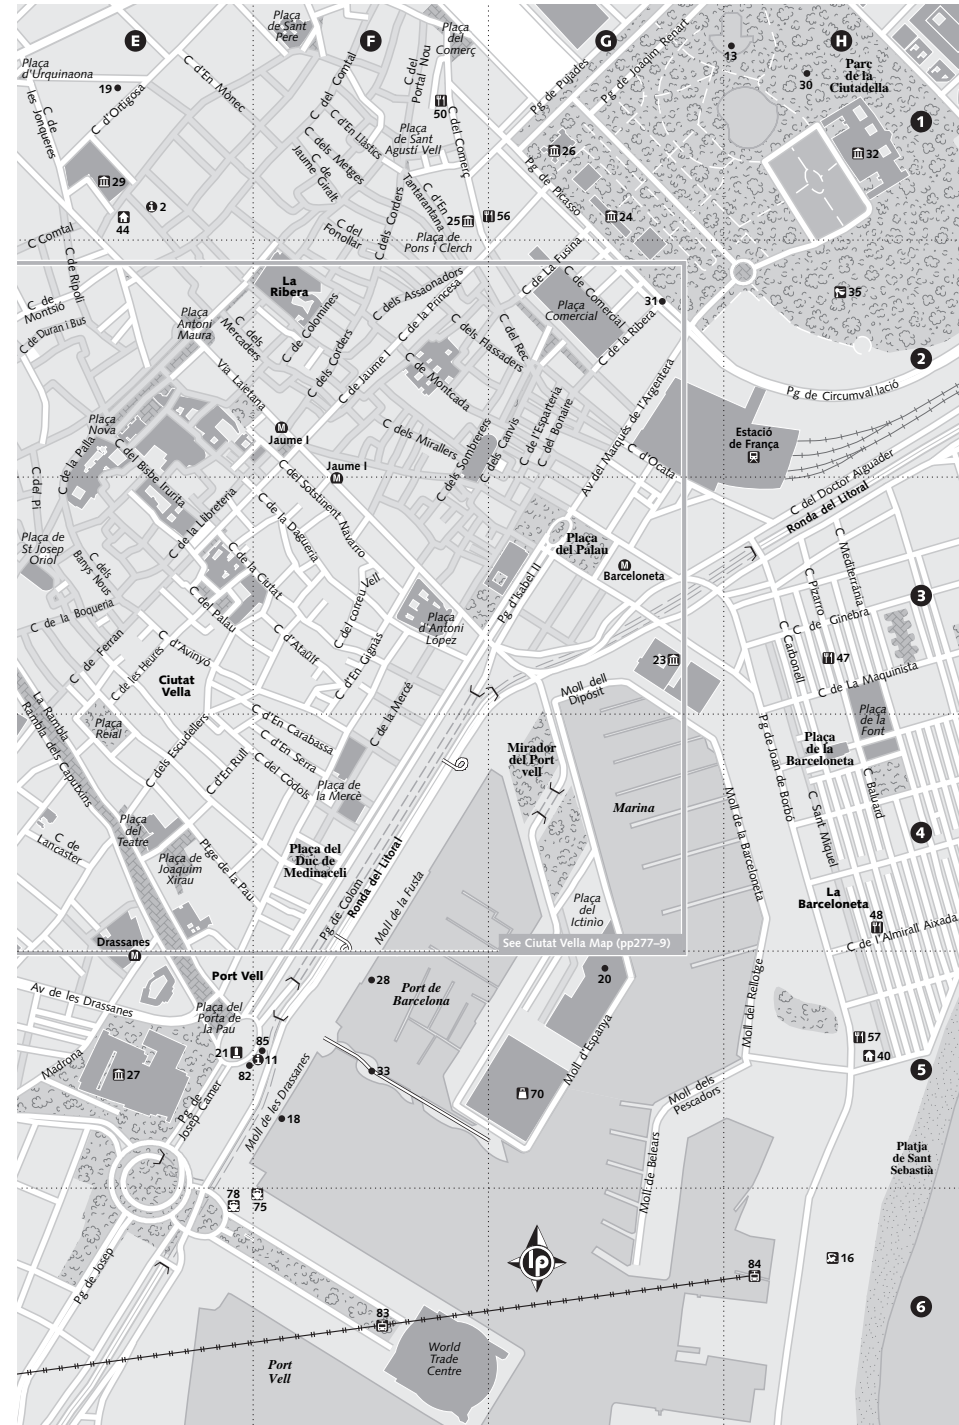 E
F
G
H
Plaça
d'Urquinaona
19
C d'Ortigosa
C de
les Jonqueres
C d'En Mònec
Plaça
de Sant
Pere
C del Comtal
C d'En Llàstics
C dels Metges
C de
Jaume Giralt
C del
Portal Nou
Plaça
del
Comerç
50
C del Comerç
Plaça
de Sant
Agustí Vell
C d'En
Tantarantana
C dels Corders
C del
Fonollar
25
56
Plaça de
Pons i Clerch
Pg de Pujades
Pg de Joaqim Renart
Pg de Picasso
13
30
Parc
de la
Ciutadella
1
26
32
24
29
2
44
C Comtal
C de Ripoli
C de
Montsió
C de Duran i Bus
La
Ribera
Plaça
Antoni
Maura
C dels
Mercaders
C de Colomines
C dels Corders
C dels Assaonadors
C de la Princesa
C de Jaume I
C dels Flassaders
C de Montcada
C del Rec
C de La Fusina
C de Comercial
Plaça
Comercial
C de la Ribera
31
35
2
Pg de Circumval.lació
Via Laietana
Plaça
Nova
C de la Palla
C del Bisbe Irurita
M
Jaume I
Jaume I
M
C dels Mirallers
C dels Sombrerers
C dels Canvis
C de l'Esparteria
C del Bonaire
Av del Marquès de l'Argentera
C d'Ocata
Estació
de França
C del Doctor Aiguader
Ronda del Litoral
C del Pi
C del Sotstinent Navarro
C de la Llibreteria
C de la Dagueria
C de la Ciutat
Plaça de
St Josep
Oriol
C dels
Banys Nous
C de la Boqueria
C de Ferran
C del Palau
C d'Avinyó
C de les Heures
C d'Ataülf
C del correu Vell
C d'En Gignàs
C de la Mercé
Plaça
d'Antoni
López
Pg d'Isabel II
Plaça
del Palau
M
Barceloneta
C Mediterrània
C Pizarro
C de Ginebra
C Carbonell
3
47
C de La Maquinista
23
Moll dell
Dipósit
Ciutat
Vella
La Rambla
Rambla dels Caputxins
Plaça
Reial
C dels Escudellers
C d'En Rull
C d'En Carabassa
C d'En Serra
C del Còdols
Plaça de
la Mercè
Mirador
del Port
vell
Marina
Pg de Joan de Borbó
Plaça
de la
Font
Plaça
de la
Barceloneta
C Baluard
C Sant Miquel
4
Moll de la Barceloneta
Plaça
del
Teatre
C de
Lancaster
Plaça de
Joaquim
Xirau
Ptge de la Pau
Plaça del
Duc de
Medinaceli
Pg de Colom
Ronda del Litoral
Moll de la Fusta
Plaça
del
Ictinio
La
Barceloneta
48
C de l'Almirall Aixada
See Ciutat Vella Map (pp277–9)
Drassanes
M
Port Vell
Av de les Drassanes
Plaça del
Porta de
la Pau
28
Port de
Barcelona
20
Moll d'Espanya
Moll del Rellotge
57
40
5
Madrona
27
21
85
11
82
Pg de
Josep Carner
Moll de les Drassanes
18
33
70
Moll dels
Pescadors
Moll de Belears
Platja
de Sant
Sebastià
78
75
Pg de Josep
lp
84
16
6
83
World
Trade
Centre
Port
Vell